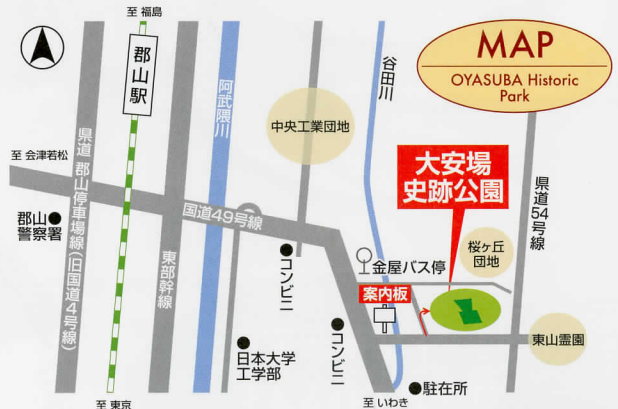 至 福島
郡山駅
MAP
OYASUBA Historic
Park
阿武隈川
谷田川
中央工業団地
至 会津若松
県道 郡山停車場線(旧国道4号線)
大安場
史跡公園
県道54号線
郡山
警察署
国道49号線
東部幹線
桜ヶ丘
団地
コンビニ
金屋バス停
案内板
コンビニ
日本大学
工学部
東山霊園
駐在所
至 東京
至 いわき